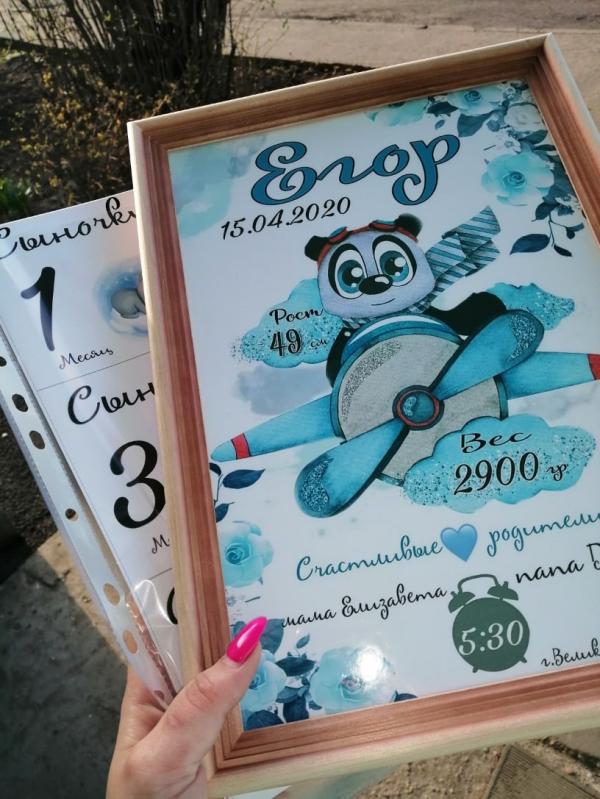 Егор
15.04.2020
Рост
49 см
Вес
2900 гр
Счастливые родители
мама Елизавета
папа
5:30
г.Велик
Сыночку
1
Месяц
3